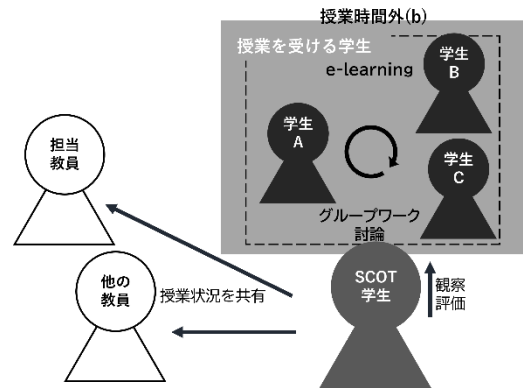 授業時間外(b)
授業を受ける学生
e-learning
学生
B
学生
A
学生
C
グループワーク
討論
担当
教員
他の
教員
授業状況を共有
SCOT
学生
観察
評価